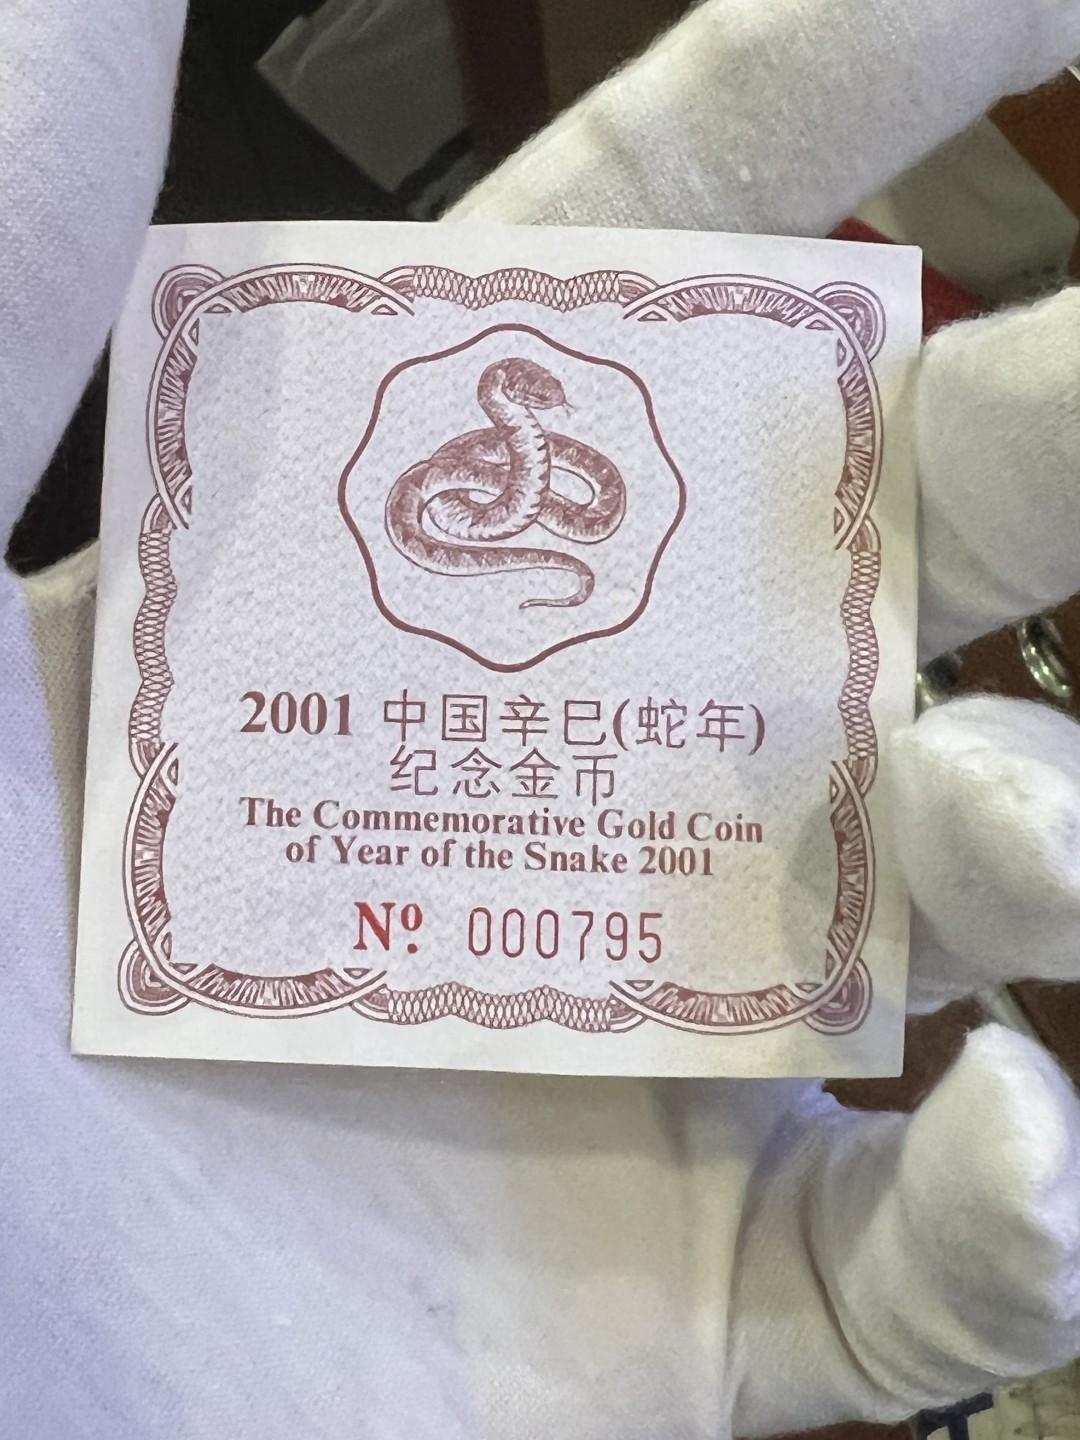 2001 中国辛巳(蛇年)
纪念金币
The Commemorative Gold Coin
of Year of the Snake 2001
Nº. 000795